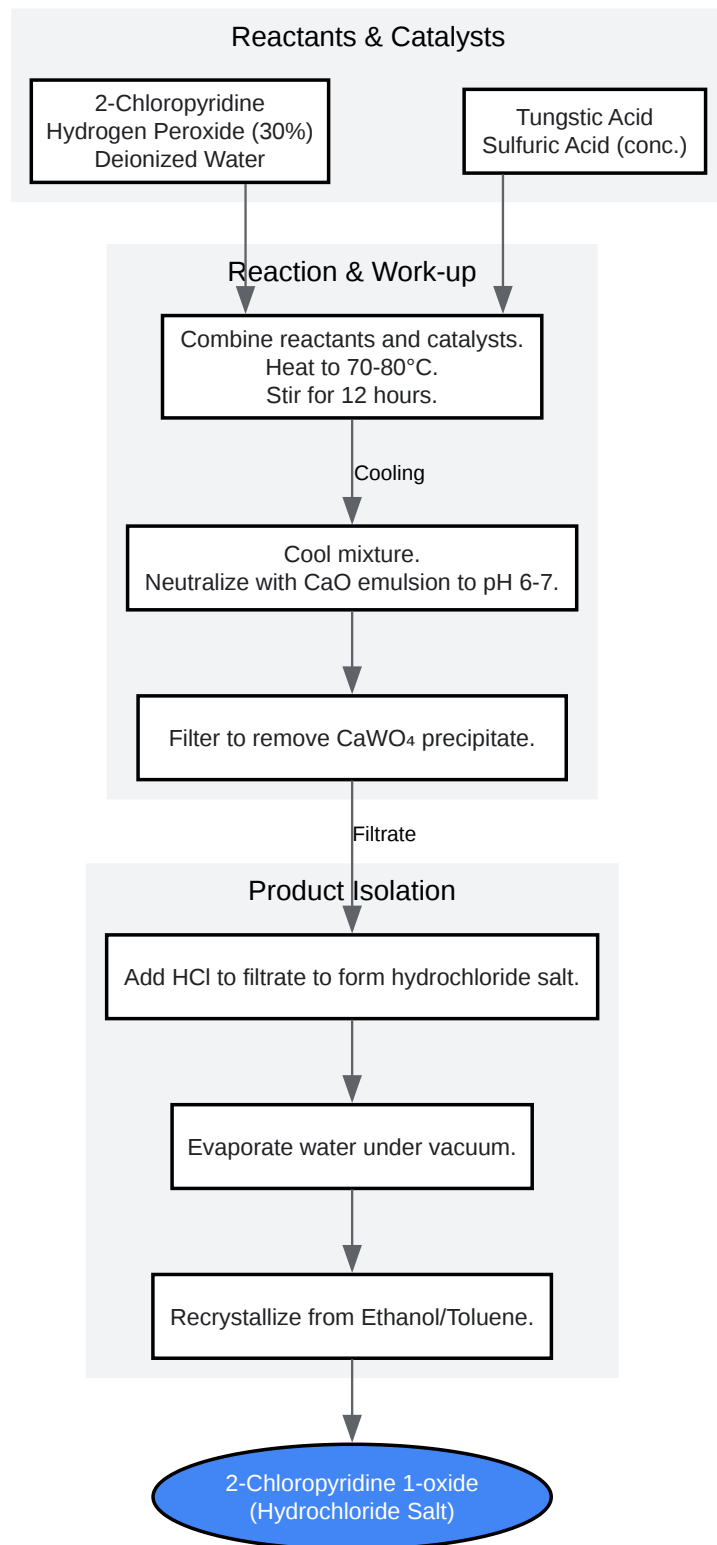 Reactants & Catalysts
2-Chloropyridine
Hydrogen Peroxide (30%)
Deionized Water
Tungstic Acid
Sulfuric Acid (conc.)
Reaction & Work-up
Combine reactants and catalysts.
Heat to 70-80°C.
Stir for 12 hours.
Cooling
Cool mixture.
Neutralize with CaO emulsion to pH 6-7.
Filter to remove CaWO₄ precipitate.
Filtrate
Product Isolation
Add HCl to filtrate to form hydrochloride salt.
Evaporate water under vacuum.
Recrystallize from Ethanol/Toluene.
2-Chloropyridine 1-oxide
(Hydrochloride Salt)